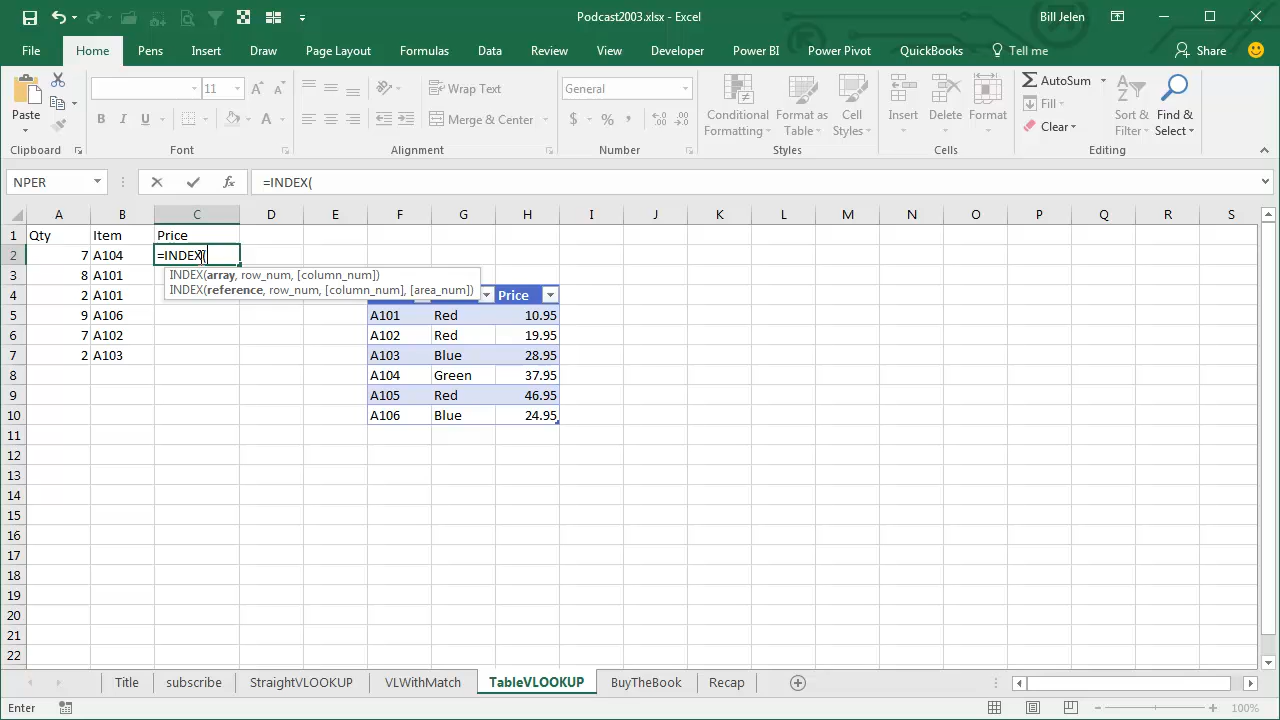 Podcast2003.xlsx - Excel
Bill Jelen
File Home Pens Insert Draw Page Layout Formulas Data Review View Developer Power BI Power Pivot QuickBooks Tell me Share
Paste
Clipboard
11
A A
B I U A
Font
Wrap Text
Merge & Center
Alignment
General
$ % ,
Number
Conditional Formatting
Format as Table
Cell Styles
Styles
Insert Delete Format
Cells
AutoSum
Fill
Clear
Sort & Filter
Find & Select
Editing
NPER fx =INDEX(
A B C D E F G H I J K L M N O P Q R S
1 Qty Item Price
2 7 A104 =INDEX(
INDEX(array, row_num, [column_num])
INDEX(reference, row_num, [column_num], [area_num])
3 8 A101
4 2 A101 Price
5 9 A106 A101 Red 10.95
6 7 A102 A102 Red 19.95
7 2 A103 A103 Blue 28.95
8 A104 Green 37.95
9 A105 Red 46.95
10 A106 Blue 24.95
11
12
13
14
15
16
17
18
19
20
21
22
Title subscribe StraightVLOOKUP VLWithMatch TableVLOOKUP BuyTheBook Recap
Enter
100%